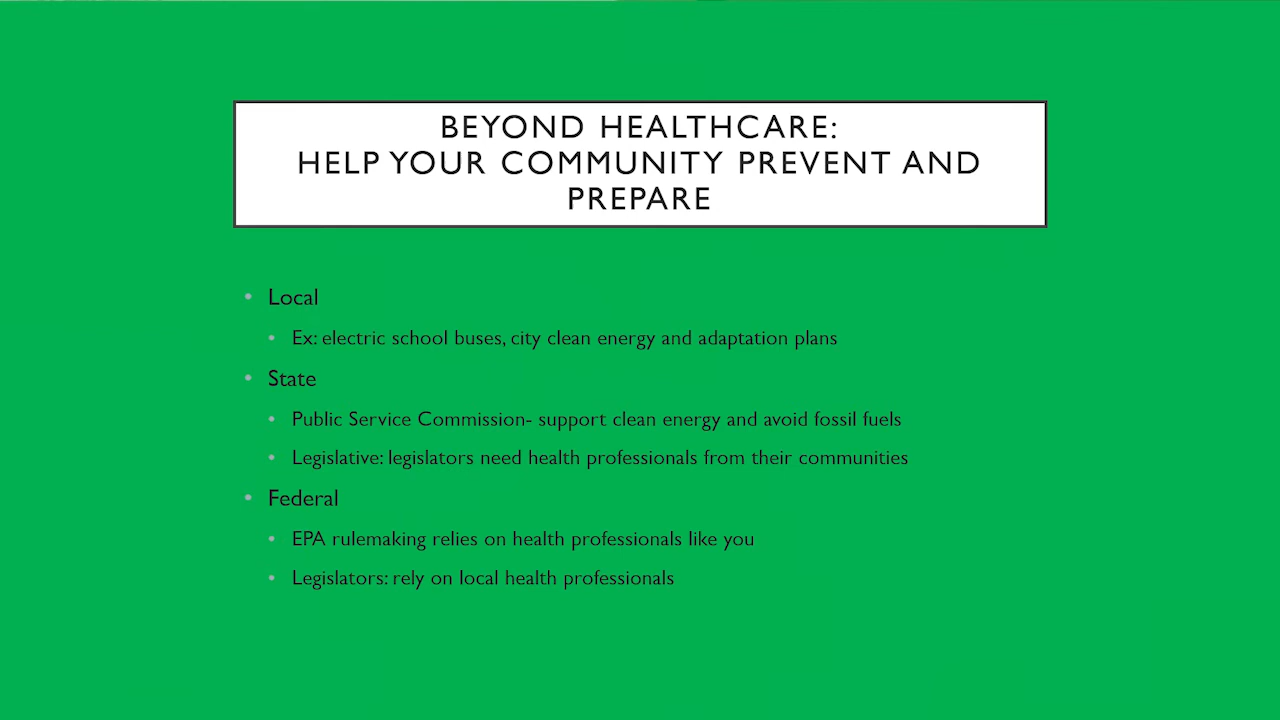 BEYOND HEALTHCARE:
HELP YOUR COMMUNITY PREVENT AND
PREPARE
• Local
• Ex: electric school buses, city clean energy and adaptation plans
• State
• Public Service Commission- support clean energy and avoid fossil fuels
• Legislative: legislators need health professionals from their communities
• Federal
• EPA rulemaking relies on health professionals like you
• Legislators: rely on local health professionals